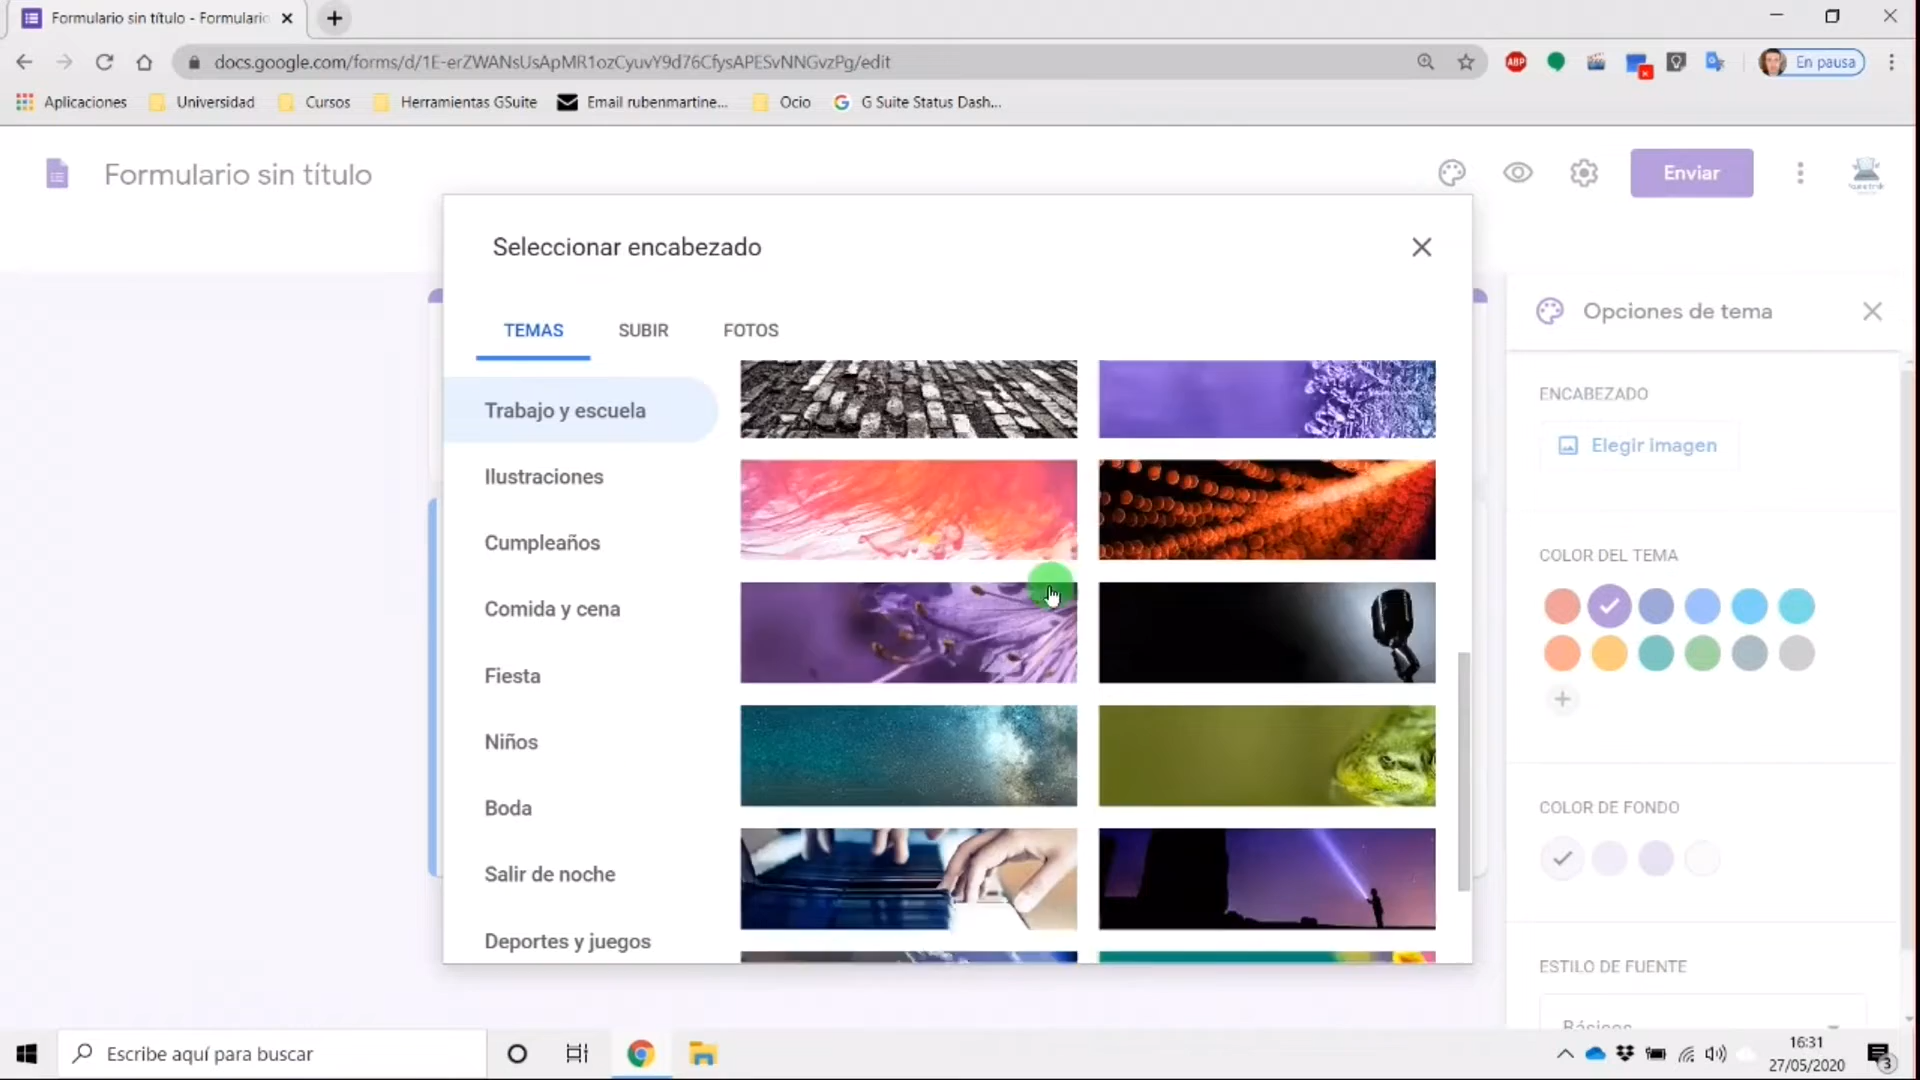 Formulario sin título - Formulario
docs.google.com/forms/d/1E-erZWANsUsApMR1ozCyuvY9d76CfysAPESvNNGvzPg/edit
ABP
En pausa
Aplicaciones
Universidad
Cursos
Herramientas GSuite
Email rubenmartine...
Ocio
G Suite Status Dash...
Formulario sin título
Enviar
Seleccionar encabezado
TEMAS
SUBIR
FOTOS
Trabajo y escuela
Ilustraciones
Cumpleaños
Comida y cena
Fiesta
Niños
Boda
Salir de noche
Deportes y juegos
Opciones de tema
ENCABEZADO
Elegir imagen
COLOR DEL TEMA
COLOR DE FONDO
ESTILO DE FUENTE
Básicos
Escribe aquí para buscar
16:31
27/05/2020
3